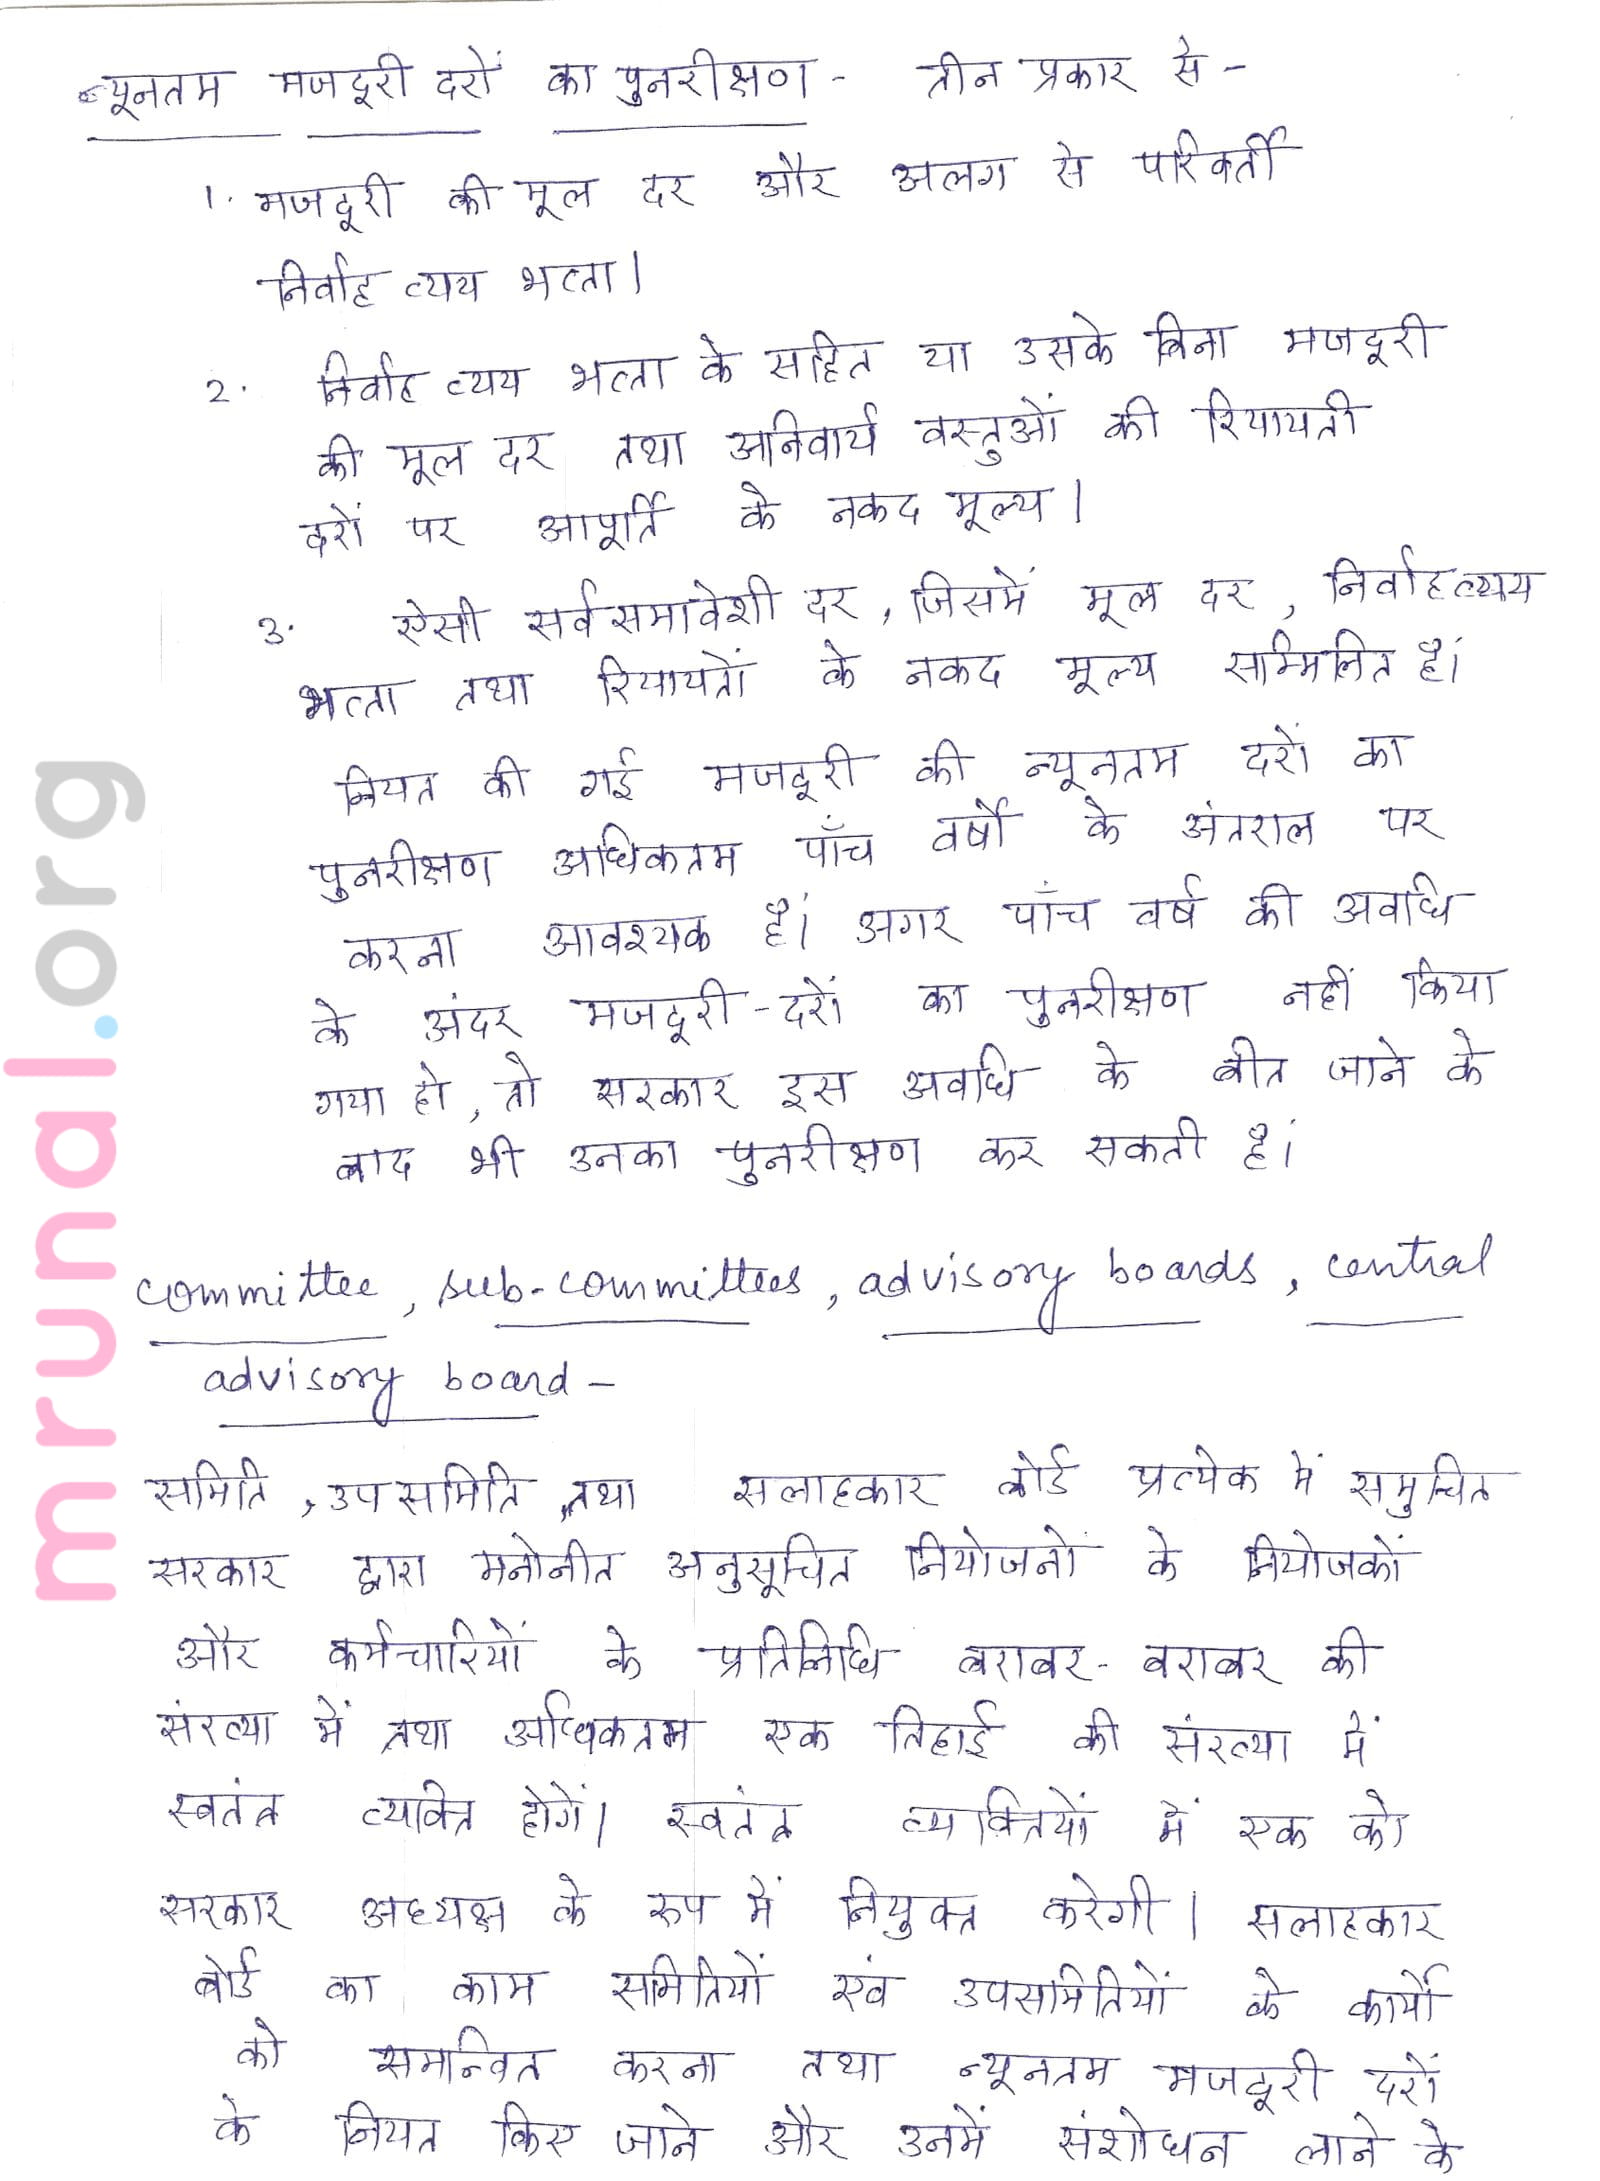 न्यूनतम मजदूरी दरों का पुनरीक्षण - तीन प्रकार से -
1. मजदूरी की मूल दर और अलग से परिवर्ती
निर्वाह व्यय भत्ता।
2. निर्वाह व्यय भत्ता के सहित या उसके बिना मजदूरी
की मूल दर तथा अनिवार्य वस्तुओं की रियायती
दरों पर आपूर्ति के नकद मूल्य।
3. ऐसी सर्वसमावेशी दर, जिसमें मूल दर, निर्वाह व्यय
भत्ता तथा रियायतों के नकद मूल्य सम्मिलित है।
नियत की गई मजदूरी की न्यूनतम दरों का
पुनरीक्षण अधिकतम पाँच वर्षों के अंतराल पर
करना आवश्यक है। अगर पाँच वर्ष की अवधि
के अंदर मजदूरी-दरों का पुनरीक्षण नहीं किया
गया हो, तो सरकार इस अवधि के बीत जाने के
बाद भी उनका पुनरीक्षण कर सकती है।
committee, sub-committees, advisory boards, central
advisory board -
समिति, उपसमिति, तथा सलाहकार बोर्ड प्रत्येक में समुचित
सरकार द्वारा मनोनीत अनुसूचित नियोजनों के नियोजकों
और कर्मचारियों के प्रतिनिधि बराबर-बराबर की
संख्या में तथा अधिकतम एक तिहाई की संख्या में
स्वतंत्र व्यक्ति होगें। स्वतंत्र व्यक्तियों में एक को
सरकार अध्यक्ष के रुप में नियुक्त करेगी। सलाहकार
बोर्ड का काम समितियों एंव उपसमितियों के कार्यों
को समन्वित करना तथा न्यूनतम मजदूरी दरों
के नियत किए जाने और उनमें संशोधन लाने के
mrunal.org